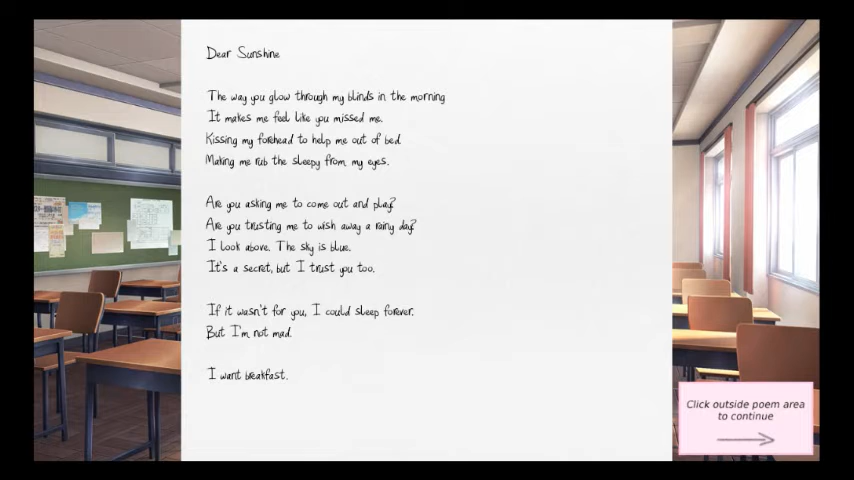 Dear Sunshine
The way you glow through my blinds in the morning
It makes me feel like you missed me.
Kissing my forehead to help me out of bed
Making me rub the sleepy from my eyes.
Are you asking me to come out and play?
Are you trusting me to wish away a rainy day?
I look above. The sky is blue.
It's a secret, but I trust you too.
If it wasn't for you, I could sleep forever.
But I'm not mad.
I want breakfast.
Click outside poem area
to continue